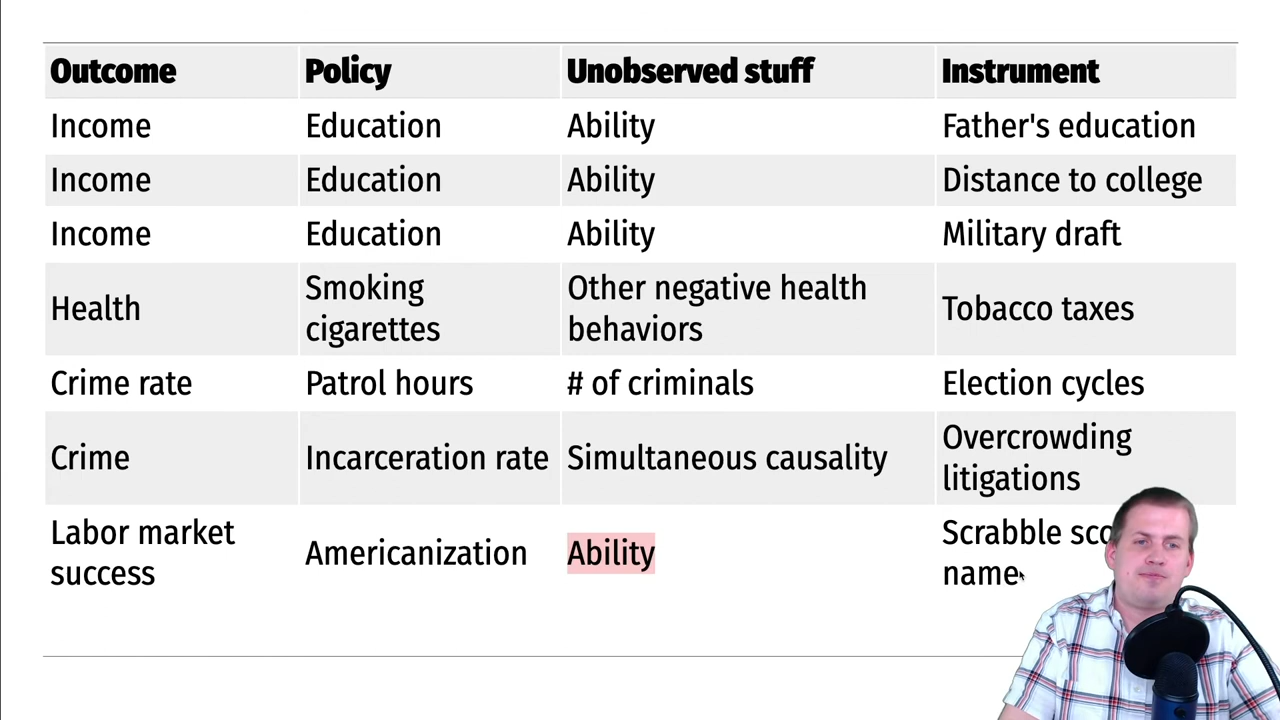 Outcome Policy Unobserved stuff Instrument
Income Education Ability Father's education
Income Education Ability Distance to college
Income Education Ability Military draft
Health Smoking cigarettes Other negative health behaviors Tobacco taxes
Crime rate Patrol hours # of criminals Election cycles
Crime Incarceration rate Simultaneous causality Overcrowding litigations
Labor market success Americanization Ability Scrabble name